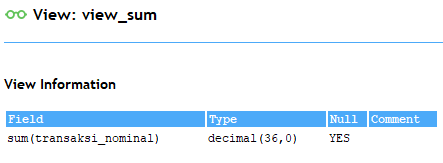 View: view_sum
View Information
Field Type Null Comment
sum(transaksi_nominal) decimal(36,0) YES